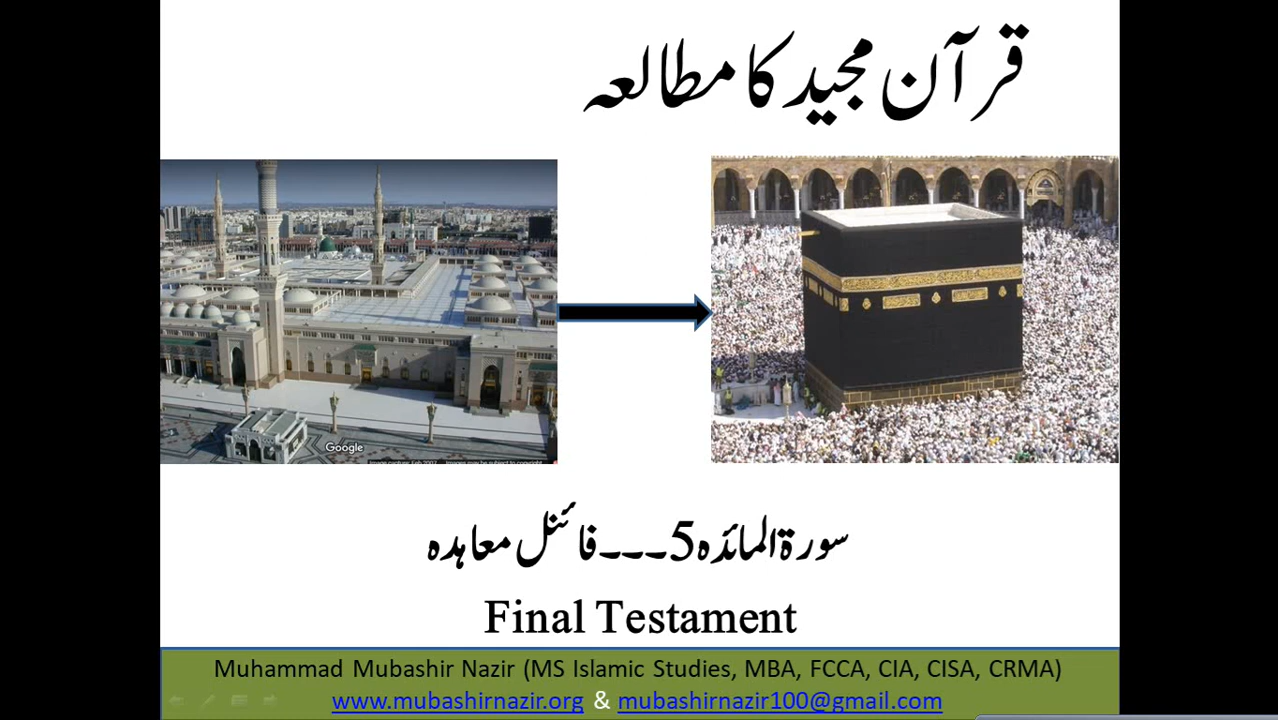 قرآن مجید کا مطالعہ
Google
سورۃ المائدہ 5۔۔۔فائنل معاہدہ
Final Testament
Muhammad Mubashir Nazir (MS Islamic Studies, MBA, FCCA, CIA, CISA, CRMA)
www.mubashirnazir.org & mubashirnazir100@gmail.com